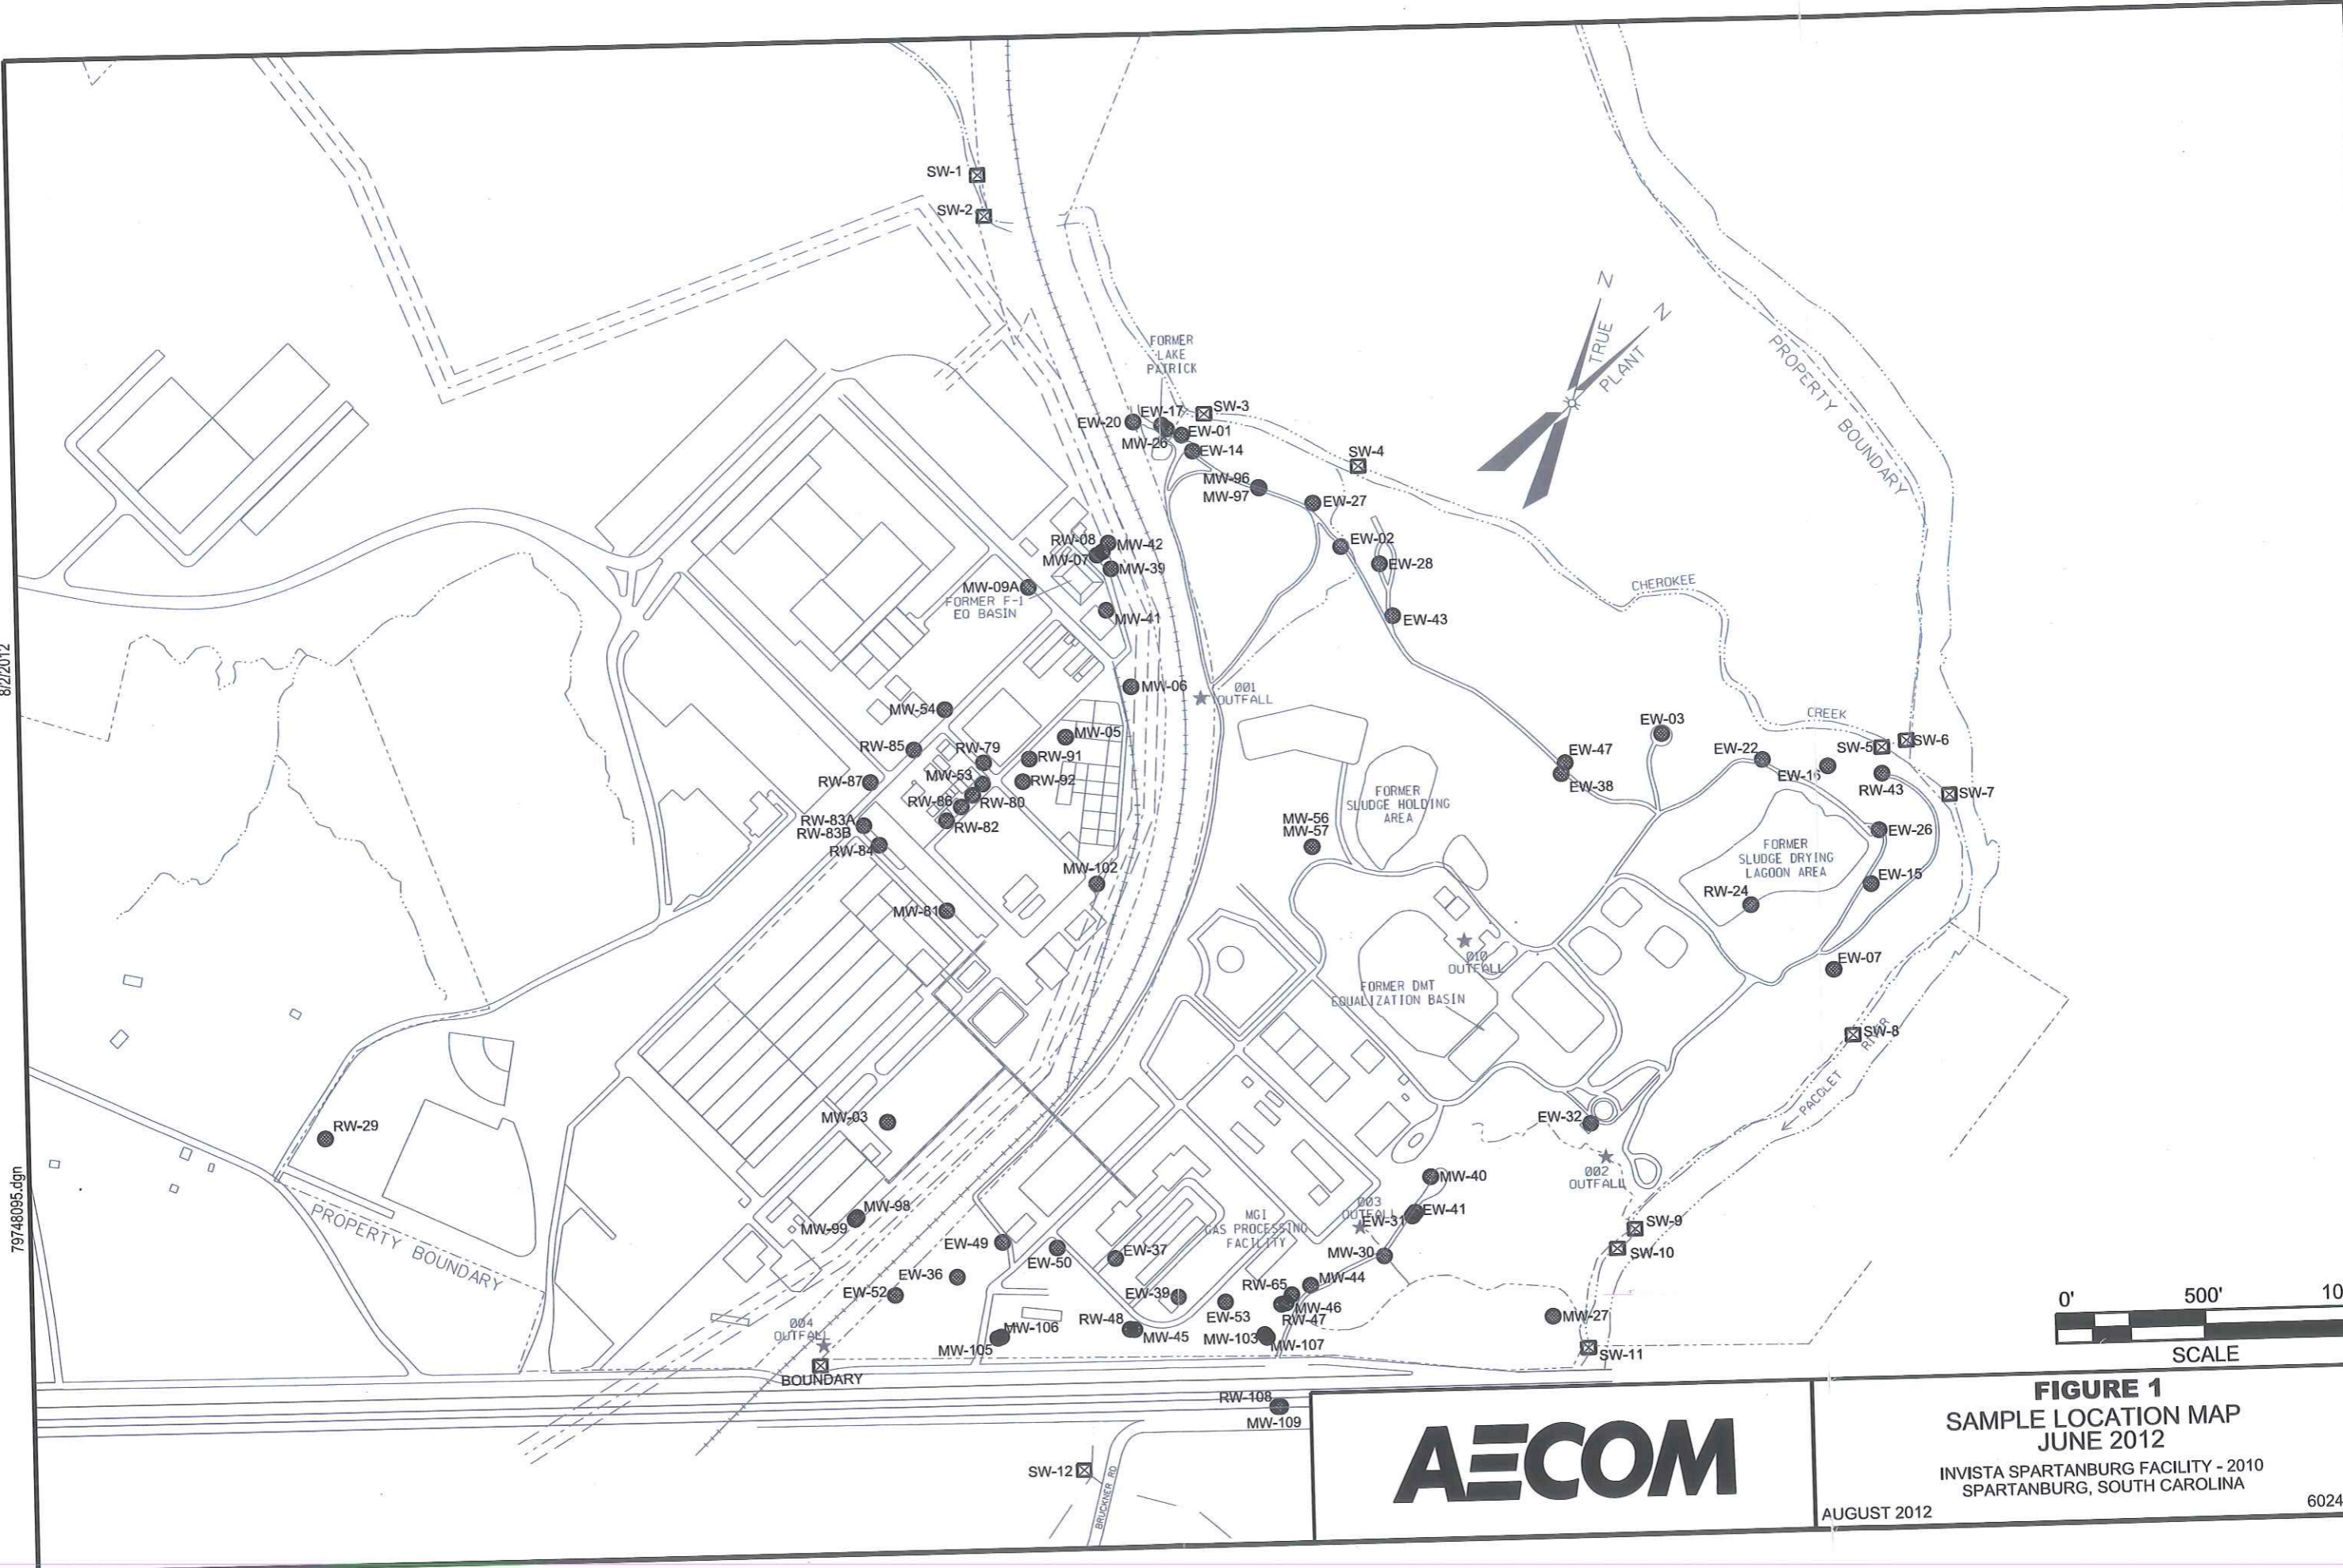 SW-1
SW-2
FORMER
LAKE
PATRICK
TRUE
N
PLANT
N
PROPERTY BOUNDARY
EW-20
EW-17
SW-3
EW-01
MW-26
EW-14
SW-4
MW-96
MW-97
EW-27
EW-02
EW-28
EW-43
RW-08
MW-42
MW-07
MW-39
MW-09A
FORMER F-1
EQ BASIN
MW-41
CHEROKEE
CREEK
8/2/2012
MW-06
001
OUTFALL
MW-54
MW-05
RW-85
RW-79
RW-91
RW-87
MW-53
RW-92
RW-86
RW-80
RW-82
RW-83A
RW-83B
RW-84
MW-102
MW-81
EW-03
EW-47
EW-38
EW-22
EW-16
SW-5
SW-6
RW-43
SW-7
EW-26
EW-15
FORMER
SLUDGE HOLDING
AREA
MW-56
MW-57
FORMER
SLUDGE DRYING
LAGOON AREA
RW-24
EW-07
010
OUTFALL
FORMER DMT
EQUALIZATION BASIN
SW-8
RIVER
PACOLET
RW-29
MW-03
EW-32
002
OUTFALL
MW-40
003
OUTFALL
EW-31
EW-41
MGI
GAS PROCESSING
FACILITY
MW-98
MW-99
PROPERTY BOUNDARY
79748095.dgn
EW-49
EW-50
EW-37
MW-30
SW-9
SW-10
EW-36
EW-52
EW-39
RW-65
MW-44
EW-53
MW-46
RW-47
RW-48
MW-45
MW-103
MW-107
MW-27
SW-11
004
OUTFALL
MW-106
MW-105
BOUNDARY
RW-108
MW-109
SW-12
BRUCKNER RD
0'
500'
10
SCALE
AECOM
FIGURE 1
SAMPLE LOCATION MAP
JUNE 2012
INVISTA SPARTANBURG FACILITY - 2010
SPARTANBURG, SOUTH CAROLINA
AUGUST 2012
6024